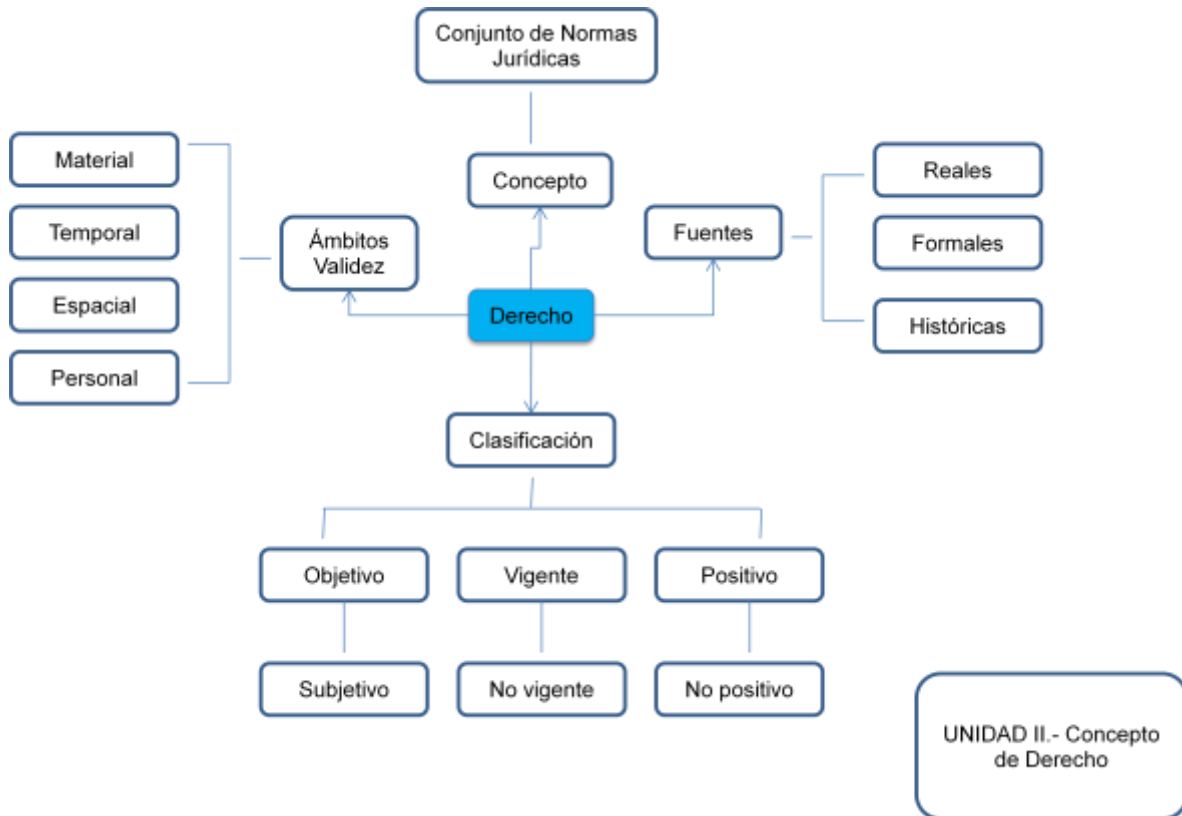 Conjunto de Normas
Jurídicas
Material
Temporal
Espacial
Personal
Ámbitos
Validez
Concepto
Fuentes
Reales
Formales
Históricas
Derecho
Clasificación
Objetivo
Vigente
Positivo
Subjetivo
No vigente
No positivo
UNIDAD II.- Concepto
de Derecho